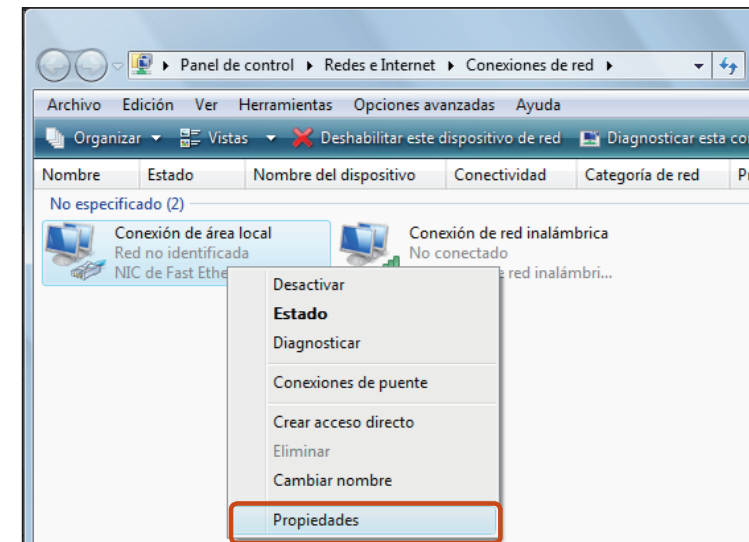 Panel de control ▸ Redes e Internet ▸ Conexiones de red ▸
Archivo Edición Ver Herramientas Opciones avanzadas Ayuda
Organizar Vistas Deshabilitar este dispositivo de red Diagnosticar esta
Nombre Estado Nombre del dispositivo Conectividad Categoría de red
No especificado (2)
Conexión de área local
Red no identificada
NIC de Fast
Conexión de red inalámbrica
No conectado
red inalámbri...
Desactivar
Estado
Diagnosticar
Conexiones de puente
Crear acceso directo
Eliminar
Cambiar nombre
Propiedades